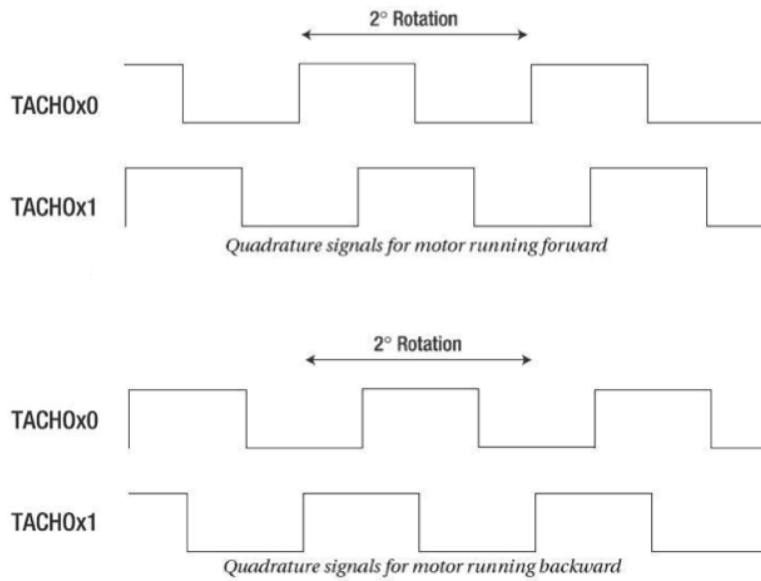 2° Rotation
TACHOx0
TACHOx1
Quadrature signals for motor running forward
2° Rotation
TACHOx0
TACHOx1
Quadrature signals for motor running backward